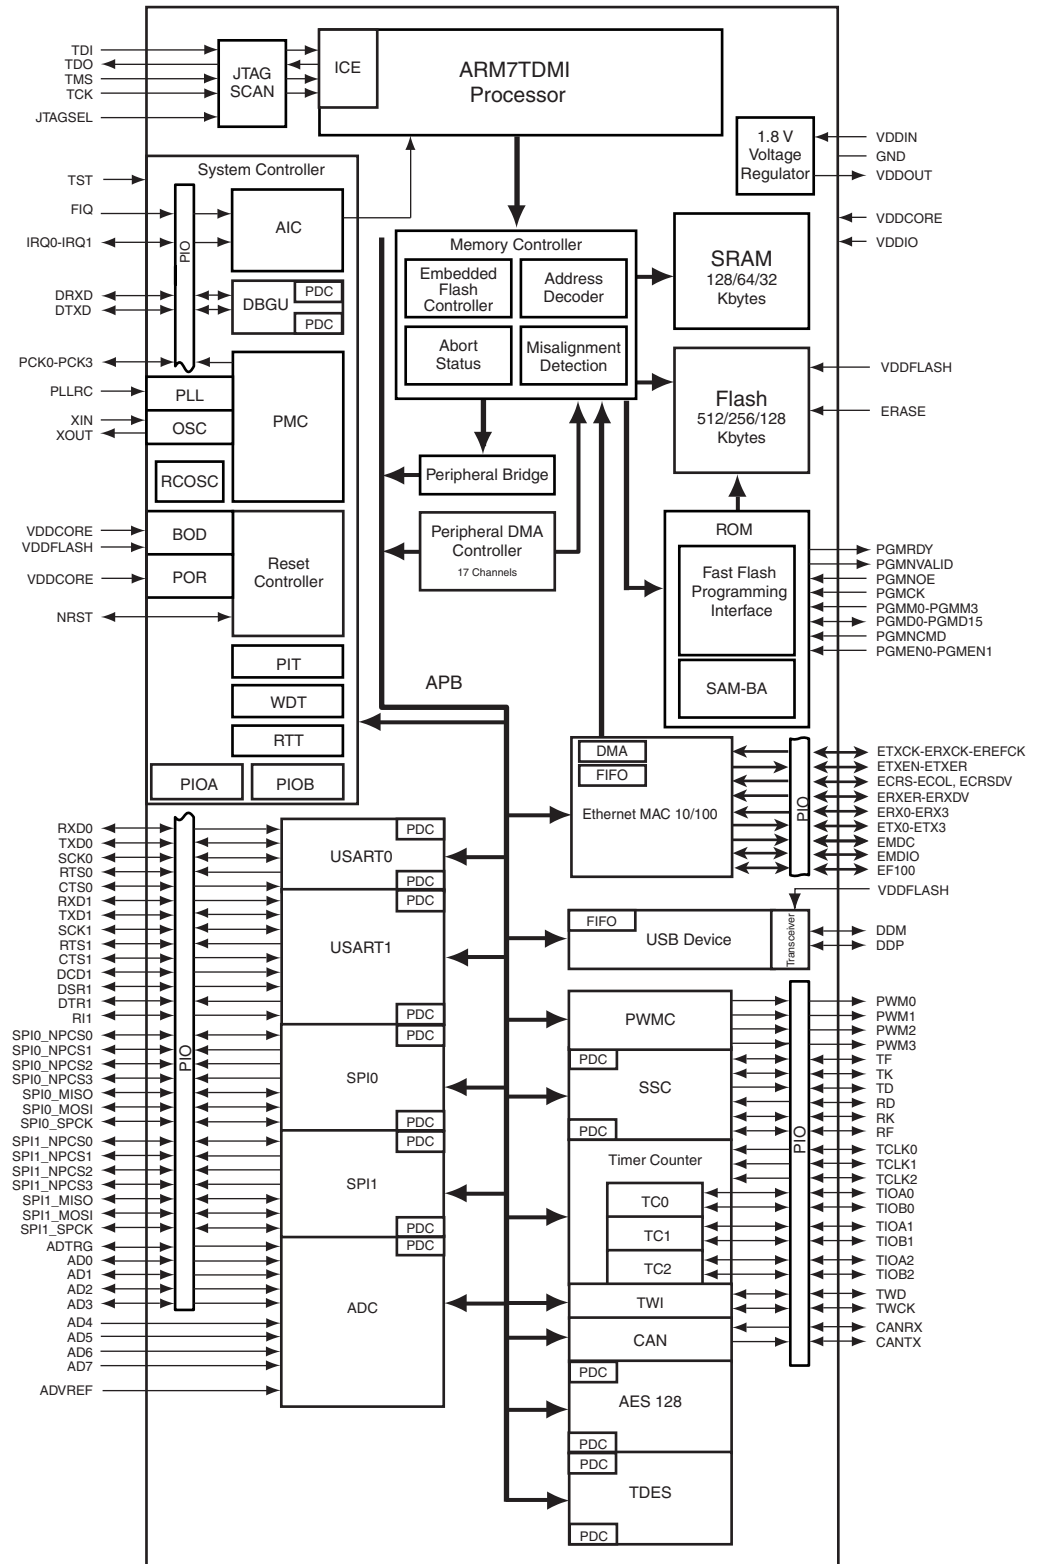 TDI
TDO
TMS
TCK
JTAGSEL
JTAG
SCAN
ICE
ARM7TDMI
Processor
1.8 V
Voltage
Regulator
VDDIN
GND
VDDOUT
VDDCORE
VDDIO
System Controller
TST
FIQ
IRQ0-IRQ1
PIO
AIC
DRXD
DTXD
DBGU
PDC
PDC
PCK0-PCK3
PLLRC
PLL
XIN
XOUT
OSC
PMC
RCOSC
VDDCORE
VDDFLASH
BOD
VDDCORE
POR
Reset
Controller
NRST
PIT
WDT
RTT
PIOA
PIOB
Memory Controller
Embedded
Flash
Controller
Address
Decoder
Abort
Status
Misalignment
Detection
SRAM
128/64/32
Kbytes
Flash
512/256/128
Kbytes
VDDFLASH
ERASE
Peripheral Bridge
Peripheral DMA
Controller
17 Channels
ROM
Fast Flash
Programming
Interface
SAM-BA
PGMRDY
PGMNVALID
PGMNOE
PGMCK
PGMM0-PGMM3
PGMD0-PGMD15
PGMNCMD
PGMEN0-PGMEN1
APB
DMA
FIFO
Ethernet MAC 10/100
PIO
ETXCK-ERXCK-EREFCK
ETXEN-ETXER
ECRS-ECOL, ECRSDV
ERXER-ERXDV
ERX0-ERX3
ETX0-ETX3
EMDC
EMDIO
EF100
VDDFLASH
FIFO
USB Device
Transceiver
DDM
DDP
RXD0
TXD0
SCK0
RTS0
CTS0
RXD1
TXD1
SCK1
RTS1
CTS1
DCD1
DSR1
DTR1
RI1
SPI0_NPCS0
SPI0_NPCS1
SPI0_NPCS2
SPI0_NPCS3
SPI0_MISO
SPI0_MOSI
SPI0_SPCK
SPI1_NPCS0
SPI1_NPCS1
SPI1_NPCS2
SPI1_NPCS3
SPI1_MISO
SPI1_MOSI
SPI1_SPCK
ADTRG
AD0
AD1
AD2
AD3
AD4
AD5
AD6
AD7
ADVREF
PIO
PDC
USART0
PDC
PDC
USART1
PDC
PDC
SPI0
PDC
PDC
SPI1
PDC
PDC
ADC
PWMC
PDC
SSC
PDC
Timer Counter
TC0
TC1
TC2
TWI
CAN
PDC
AES 128
PDC
PDC
TDES
PDC
PIO
PWM0
PWM1
PWM2
PWM3
TF
TK
TD
RD
RK
RF
TCLK0
TCLK1
TCLK2
TIOA0
TIOB0
TIOA1
TIOB1
TIOA2
TIOB2
TWD
TWCK
CANRX
CANTX